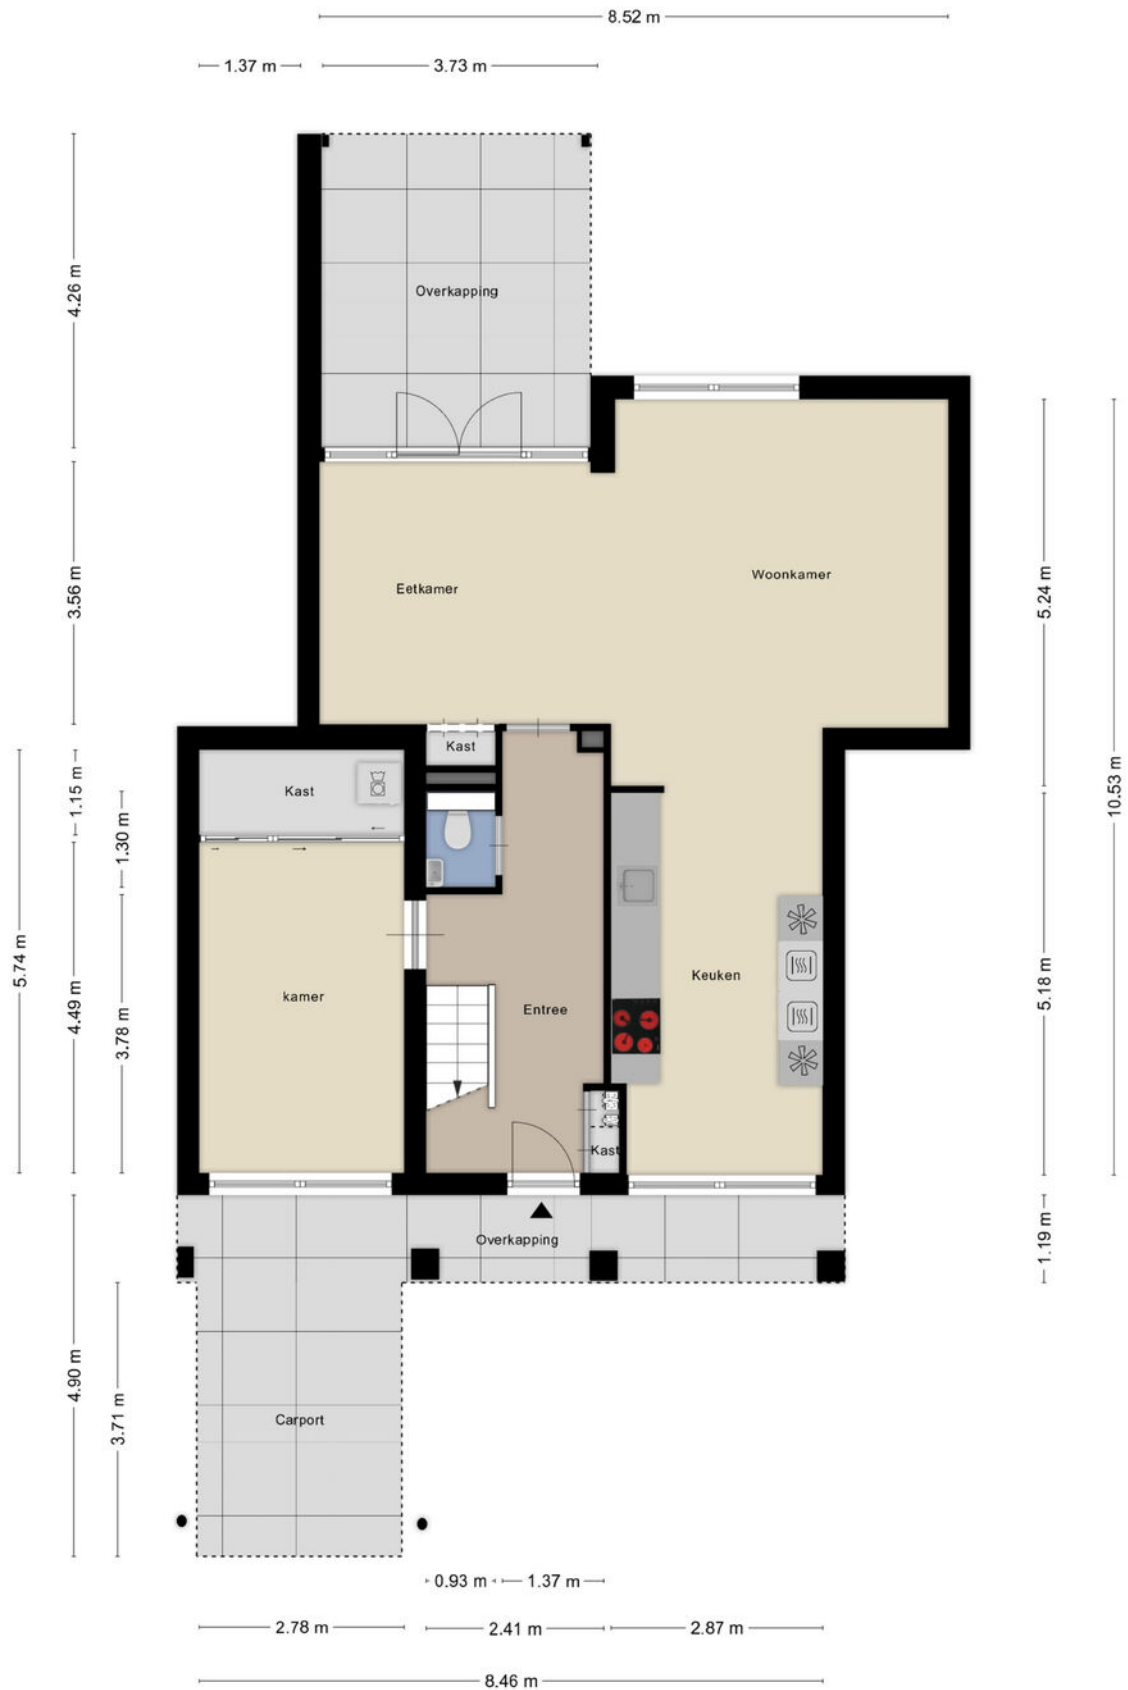 8.52 m
1.37 m
3.73 m
4.26 m
Overkapping
3.56 m
Eetkamer
Woonkamer
5.24 m
10.53 m
Kast
Kast
1.15 m
1.30 m
5.74 m
4.49 m
3.78 m
kamer
Entree
Keuken
5.18 m
Kast
Overkapping
1.19 m
4.90 m
3.71 m
Carport
0.93 m
1.37 m
2.78 m
2.41 m
2.87 m
8.46 m